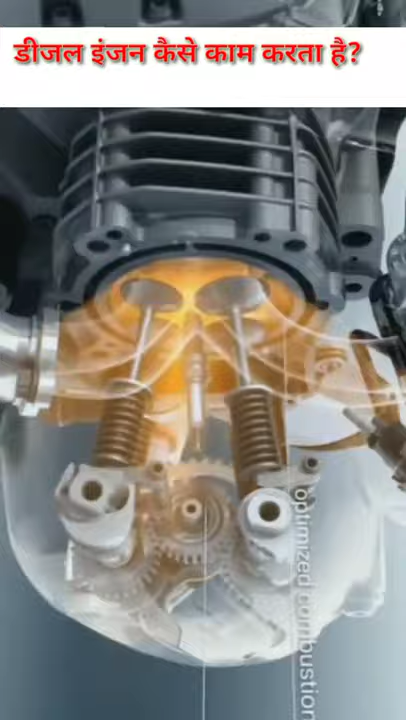 डीजल इंजन कैसे काम करता है?
optimized combustion